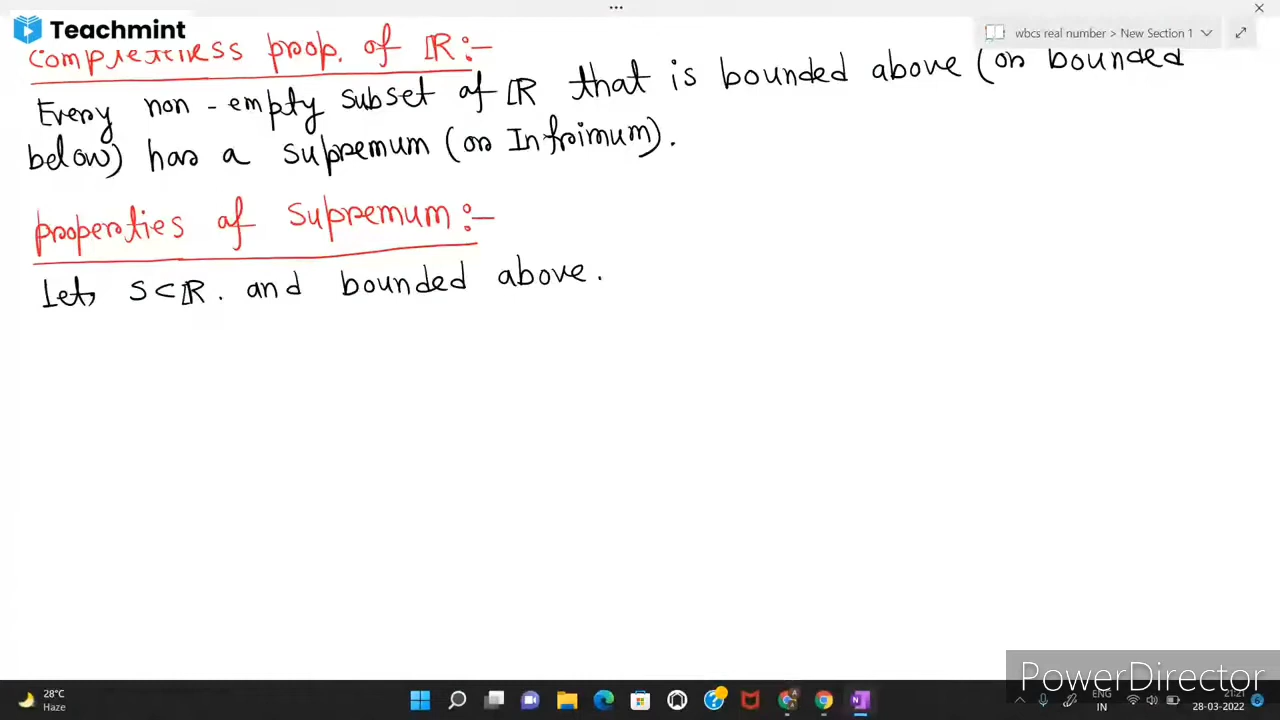 Teachmint
wbcs real number > New Section 1
completeness prop. of ℝ :-
Every non-empty subset of ℝ that is bounded above (or bounded
below) has a supremum (or Infimum).
properties of supremum :-
Let, S⊂ℝ. and bounded above.
PowerDirector
28°C
Haze
ENG
IN
21:21
28-03-2022